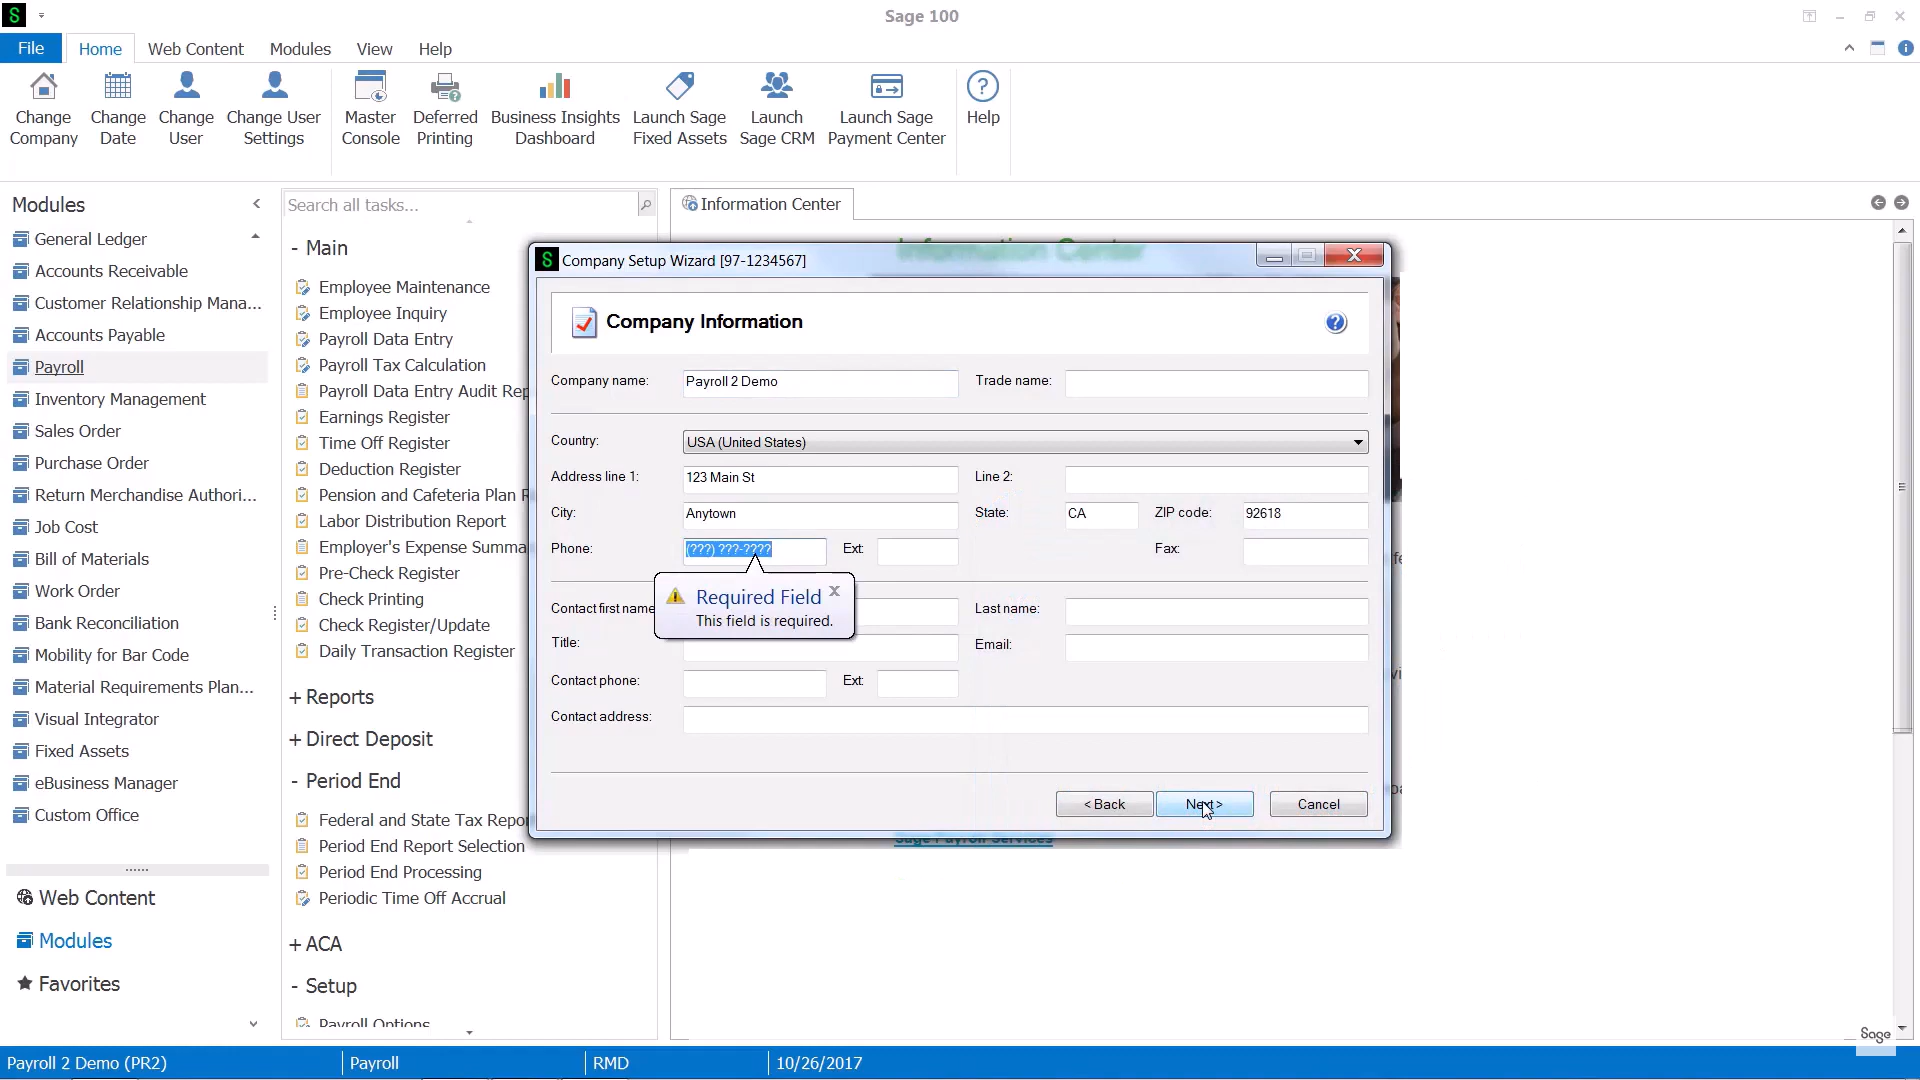 Sage 100
File
Home
Web Content
Modules
View
Help
Change Company
Change Date
Change User
Change User Settings
Master Console
Deferred Printing
Business Insights Dashboard
Launch Sage Fixed Assets
Launch Sage CRM
Launch Sage Payment Center
Help
Modules
General Ledger
Accounts Receivable
Customer Relationship Mana...
Accounts Payable
Payroll
Inventory Management
Sales Order
Purchase Order
Return Merchandise Authori...
Job Cost
Bill of Materials
Work Order
Bank Reconciliation
Mobility for Bar Code
Material Requirements Plan...
Visual Integrator
Fixed Assets
eBusiness Manager
Custom Office
Web Content
Modules
Favorites
Search all tasks...
- Main
Employee Maintenance
Employee Inquiry
Payroll Data Entry
Payroll Tax Calculation
Payroll Data Entry Audit Rep
Earnings Register
Time Off Register
Deduction Register
Pension and Cafeteria Plan R
Labor Distribution Report
Employer's Expense Summa
Pre-Check Register
Check Printing
Check Register/Update
Daily Transaction Register
+ Reports
+ Direct Deposit
- Period End
Federal and State Tax Repo
Period End Report Selection
Period End Processing
Periodic Time Off Accrual
+ ACA
- Setup
Payroll Options
Information Center
Information Center
Company Setup Wizard [97-1234567]
Company Information
Company name: Payroll 2 Demo
Trade name:
Country: USA (United States)
Address line 1: 123 Main St
Line 2:
City: Anytown
State: CA
ZIP code: 92618
Phone: (???) ???-????
Ext:
Fax:
Required Field X
This field is required.
Contact first name
Last name:
Title:
Email:
Contact phone:
Ext:
Contact address:
< Back
Next >
Cancel
Sage Payroll Services
Sage
Payroll 2 Demo (PR2)
Payroll
RMD
10/26/2017